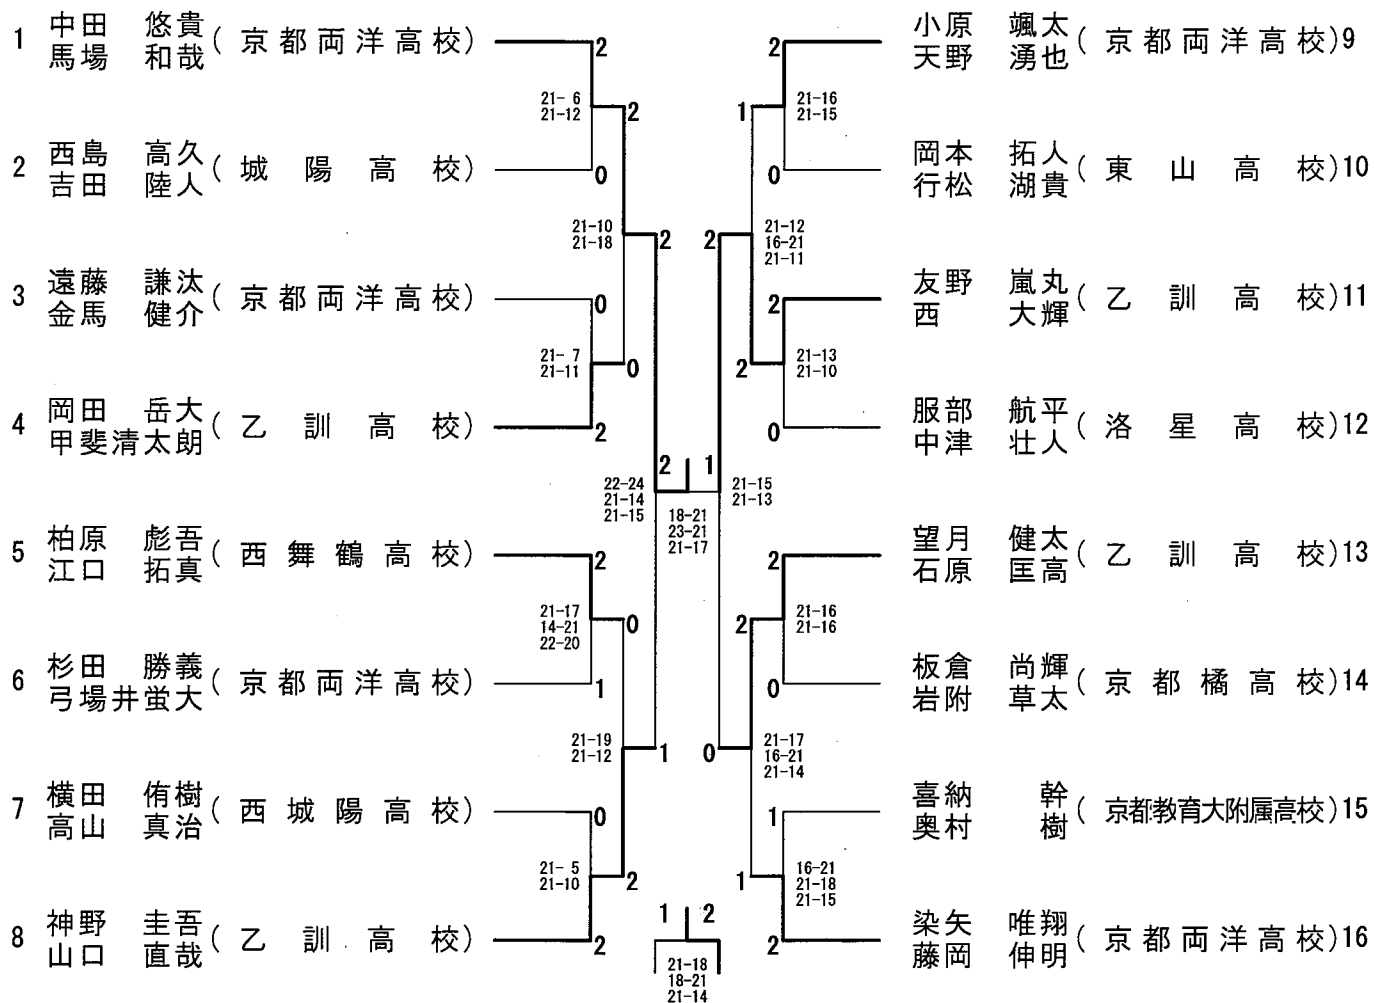 1 中田 悠貴
馬場 和哉 (京都両洋高校)
2 西島 高久
吉田 陸人 (城陽高校)
3 遠藤 謙汰
金馬 健介 (京都両洋高校)
4 岡田 岳大
甲斐清太朗 (乙訓高校)
5 柏原 彪吾
江口 拓真 (西舞鶴高校)
6 杉田 勝義
弓場井蛍大 (京都両洋高校)
7 横田 侑樹
高山 真治 (西城陽高校)
8 神野 圭吾
山口 直哉 (乙訓高校)
2
21- 6
21-12
0
2
21-10
21-18
0
21- 7
21-11
2
0
2
22-24
21-14
21-15
2
2
21-17
14-21
22-20
1
0
21-19
21-12
0
21- 5
21-10
2
2
1
2 1
18-21
23-21
21-17
1 2
21-18
18-21
21-14
2
21-16
21-15
0
1
21-12
16-21
21-11
2
21-13
21-10
0
2
2
21-15
21-13
2
21-16
21-16
0
2
21-17
16-21
21-14
1
16-21
21-18
21-15
2
1
0
小原 颯太
天野 湧也 (京都両洋高校) 9
岡本 拓人
行松 湖貴 (東山高校) 10
友野 嵐丸
西 大輝 (乙訓高校) 11
服部 航平
中津 壮人 (洛星高校) 12
望月 健太
石原 匡高 (乙訓高校) 13
板倉 尚輝
岩附 草太 (京都橘高校) 14
喜納 幹
奥村 樹 (京都教育大附属高校) 15
染矢 唯翔
藤岡 伸明 (京都両洋高校) 16